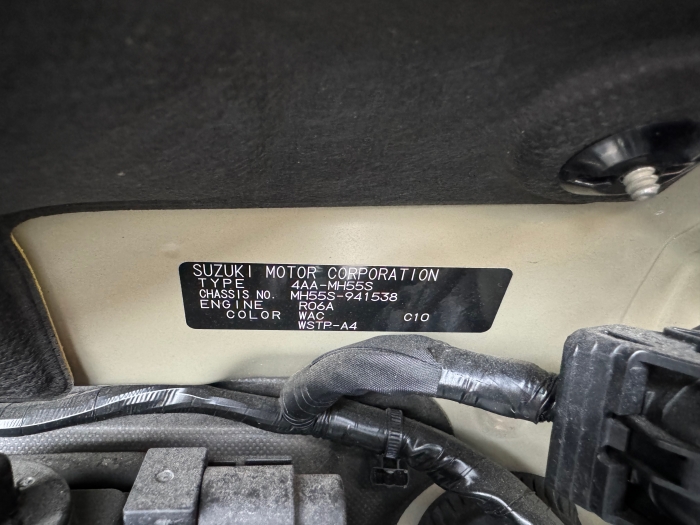 SUZUKI MOTOR CORPORATION
TYPE 4AA-MH55S
CHASSIS NO. MH55S-941538
ENGINE R06A
COLOR WAC C10
WSTP-A4